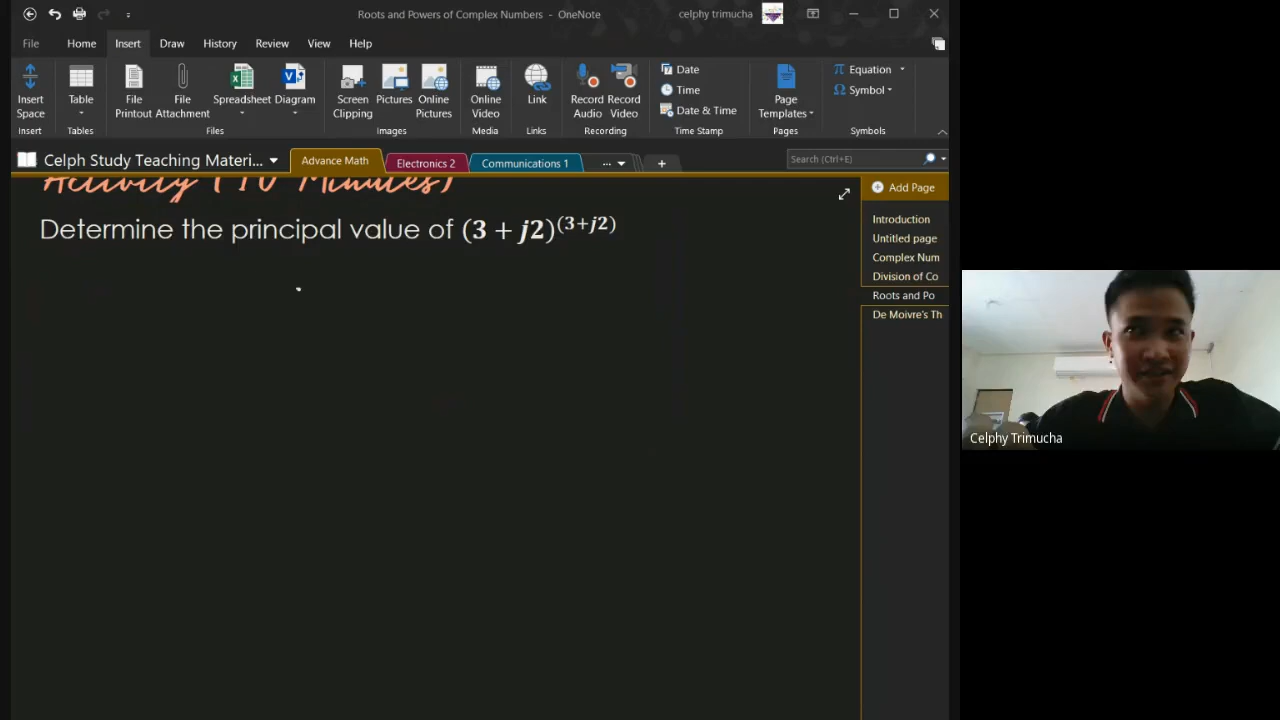 Roots and Powers of Complex Numbers - OneNote
celphy trimucha
File Home Insert Draw History Review View Help
Insert Space
Table
File Printout
File Attachment
Spreadsheet
Diagram
Screen Clipping
Pictures
Online Pictures
Online Video
Link
Record Audio
Record Video
Date
Time
Date & Time
Page Templates
Equation
Symbol
Insert Tables Files Images Media Links Recording Time Stamp Pages Symbols
Celph Study Teaching Materi...
Advance Math
Electronics 2
Communications 1
...
Search (Ctrl+E)
Activity (10 Minutes)
Determine the principal value of (3 + j2)^(3+j2)
Add Page
Introduction
Untitled page
Complex Num
Division of Co
Roots and Po
De Moivre's Th
Celphy Trimucha